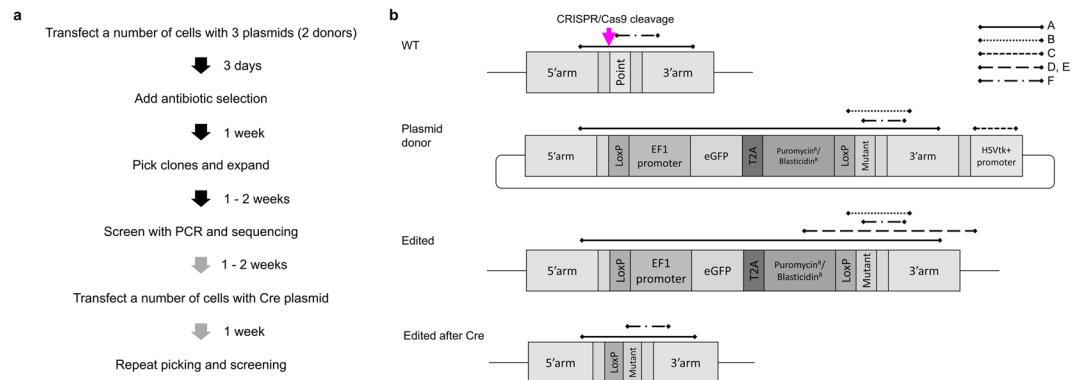 a
Transfect a number of cells with 3 plasmids (2 donors)
3 days
Add antibiotic selection
1 week
Pick clones and expand
1 - 2 weeks
Screen with PCR and sequencing
1 - 2 weeks
Transfect a number of cells with Cre plasmid
1 week
Repeat picking and screening
b
CRISPR/Cas9 cleavage
WT
5'arm
Point
3'arm
A
B
C
D, E
F
Plasmid
donor
5'arm
LoxP
EF1
promoter
eGFP
T2A
Puromycinᴿ/
Blasticidinᴿ
LoxP
Mutant
3'arm
HSVtk+
promoter
Edited
5'arm
LoxP
EF1
promoter
eGFP
T2A
Puromycinᴿ/
Blasticidinᴿ
LoxP
Mutant
3'arm
Edited after Cre
5'arm
LoxP
Mutant
3'arm